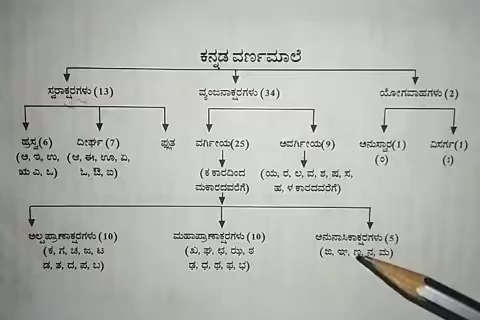 ಕನ್ನಡ ವರ್ಣಮಾಲೆ
ಸ್ವರಾಕ್ಷರಗಳು (13) ವ್ಯಂಜನಾಕ್ಷರಗಳು (34) ಯೋಗವಾಹಗಳು (2)
ಹ್ರಸ್ವ (6) ದೀರ್ಘ (7) ಪ್ಲುತ ವರ್ಗೀಯ (25) ಅವರ್ಗೀಯ (9) ಅನುಸ್ವಾರ (1) ವಿಸರ್ಗ (1)
(ಅ, ಇ, ಉ, (ಆ, ಈ, ಊ, ಏ, (ಕ ಕಾರದಿಂದ (ಯ, ರ, ಲ, ವ, ಶ, ಷ, ಸ, (ಂ) (ಃ)
ಋ ಎ, ಒ) ಓ, ಔ, ಐ) ಮಕಾರದವರೆಗೆ) ಹ, ಳ ಕಾರದವರೆಗೆ)
ಅಲ್ಪಪ್ರಾಣಾಕ್ಷರಗಳು (10) ಮಹಾಪ್ರಾಣಾಕ್ಷರಗಳು (10) ಅನುನಾಸಿಕಾಕ್ಷರಗಳು (5)
(ಕ, ಗ, ಚ, ಜ, ಟ (ಖ, ಘ, ಛ, ಝ, ಠ (ಙ, ಞ, ಣ, ನ, ಮ)
ಡ, ತ, ದ, ಪ, ಬ) ಢ, ಧ, ಥ, ಫ, ಭ)